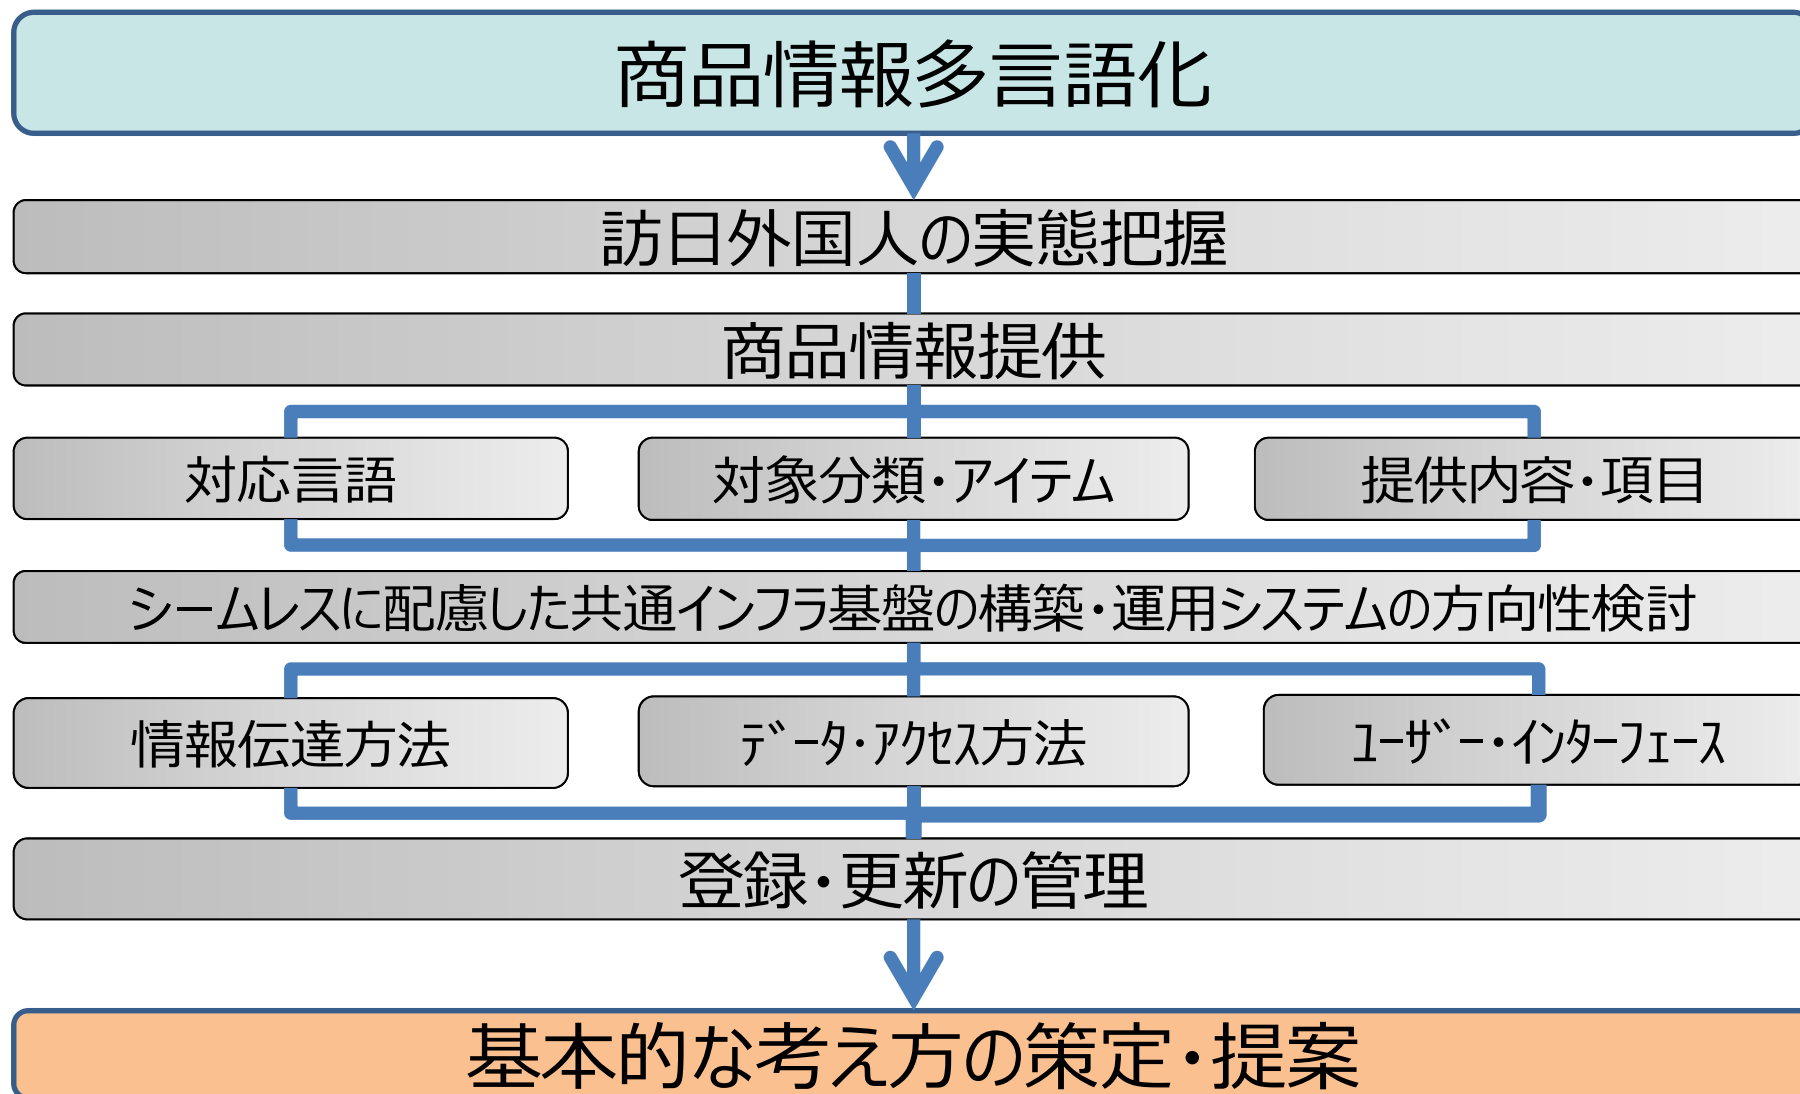 商品情報多言語化
訪日外国人の実態把握
商品情報提供
対応言語
対象分類・アイテム
提供内容・項目
シームレスに配慮した共通インフラ基盤の構築・運用システムの方向性検討
情報伝達方法
ﾃﾞｰﾀ･ｱｸｾｽ方法
ﾕｰｻﾞｰ・ｲﾝﾀｰﾌｪｰｽ
登録・更新の管理
基本的な考え方の策定・提案